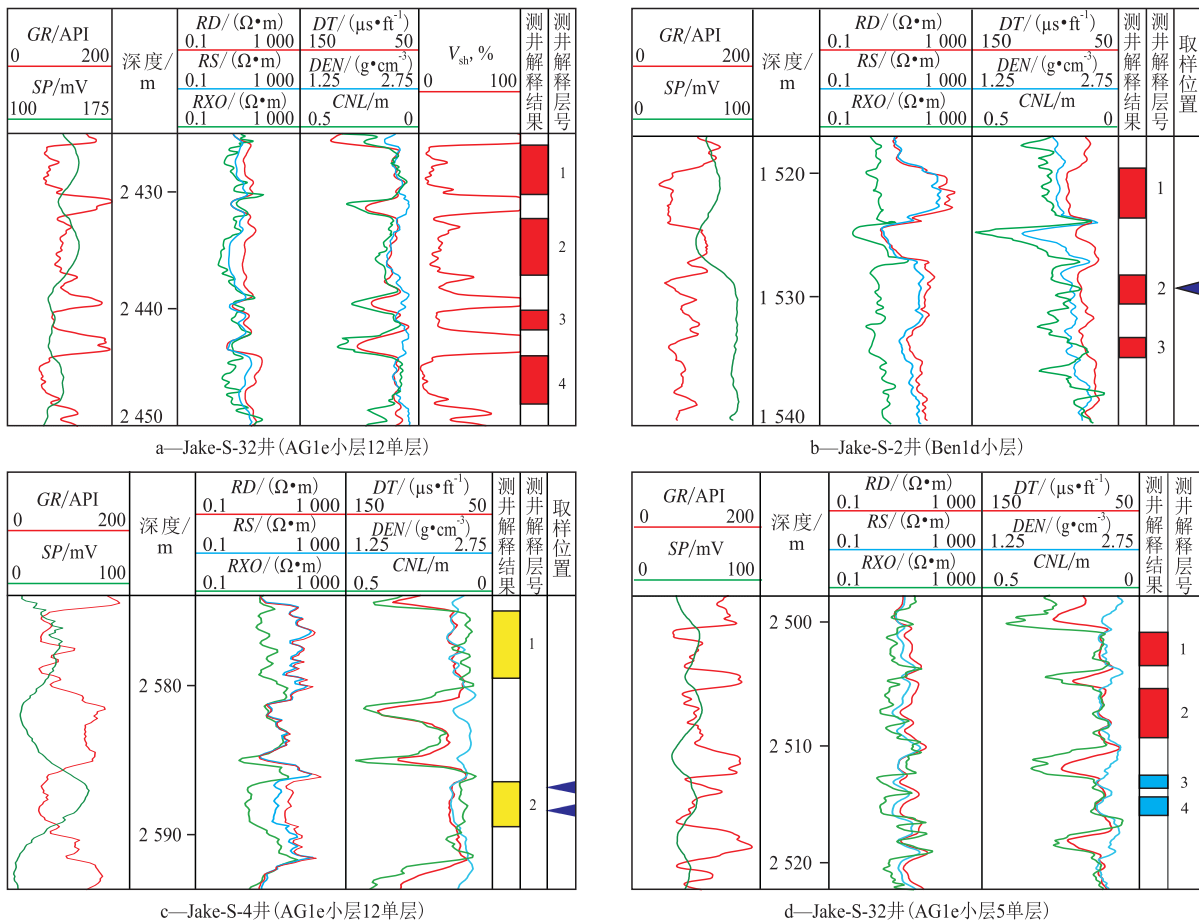 GR/API
0 200
SP/mV
100 175
深度/
m
RD/(Ω•m)
0.1 1 000
RS/(Ω•m)
0.1 1 000
RXO/(Ω•m)
0.1 1 000
DT/(μs•ft⁻¹)
150 50
DEN/(g•cm⁻³)
1.25 2.75
CNL/m
0.5 0
Vsh, %
0 100
测井解释结果
测井解释层号
2 430
2 440
2 450
1
2
3
4
a—Jake-S-32井(AG1e小层12单层)
GR/API
0 200
SP/mV
0 100
深度/
m
RD/(Ω•m)
0.1 1 000
RS/(Ω•m)
0.1 1 000
RXO/(Ω•m)
0.1 1 000
DT/(μs•ft⁻¹)
150 50
DEN/(g•cm⁻³)
1.25 2.75
CNL/m
0.5 0
测井解释结果
测井解释层号
取样位置
1 520
1 530
1 540
1
2
3
b—Jake-S-2井(Ben1d小层)
GR/API
0 200
SP/mV
0 100
深度/
m
RD/(Ω•m)
0.1 1 000
RS/(Ω•m)
0.1 1 000
RXO/(Ω•m)
0.1 1 000
DT/(μs•ft⁻¹)
150 50
DEN/(g•cm⁻³)
1.25 2.75
CNL/m
0.5 0
测井解释结果
测井解释层号
取样位置
2 580
2 590
1
2
c—Jake-S-4井(AG1e小层12单层)
GR/API
0 200
SP/mV
0 100
深度/
m
RD/(Ω•m)
0.1 1 000
RS/(Ω•m)
0.1 1 000
RXO/(Ω•m)
0.1 1 000
DT/(μs•ft⁻¹)
150 50
DEN/(g•cm⁻³)
1.25 2.75
CNL/m
0.5 0
测井解释结果
测井解释层号
2 500
2 510
2 520
1
2
3
4
d—Jake-S-32井(AG1e小层5单层)